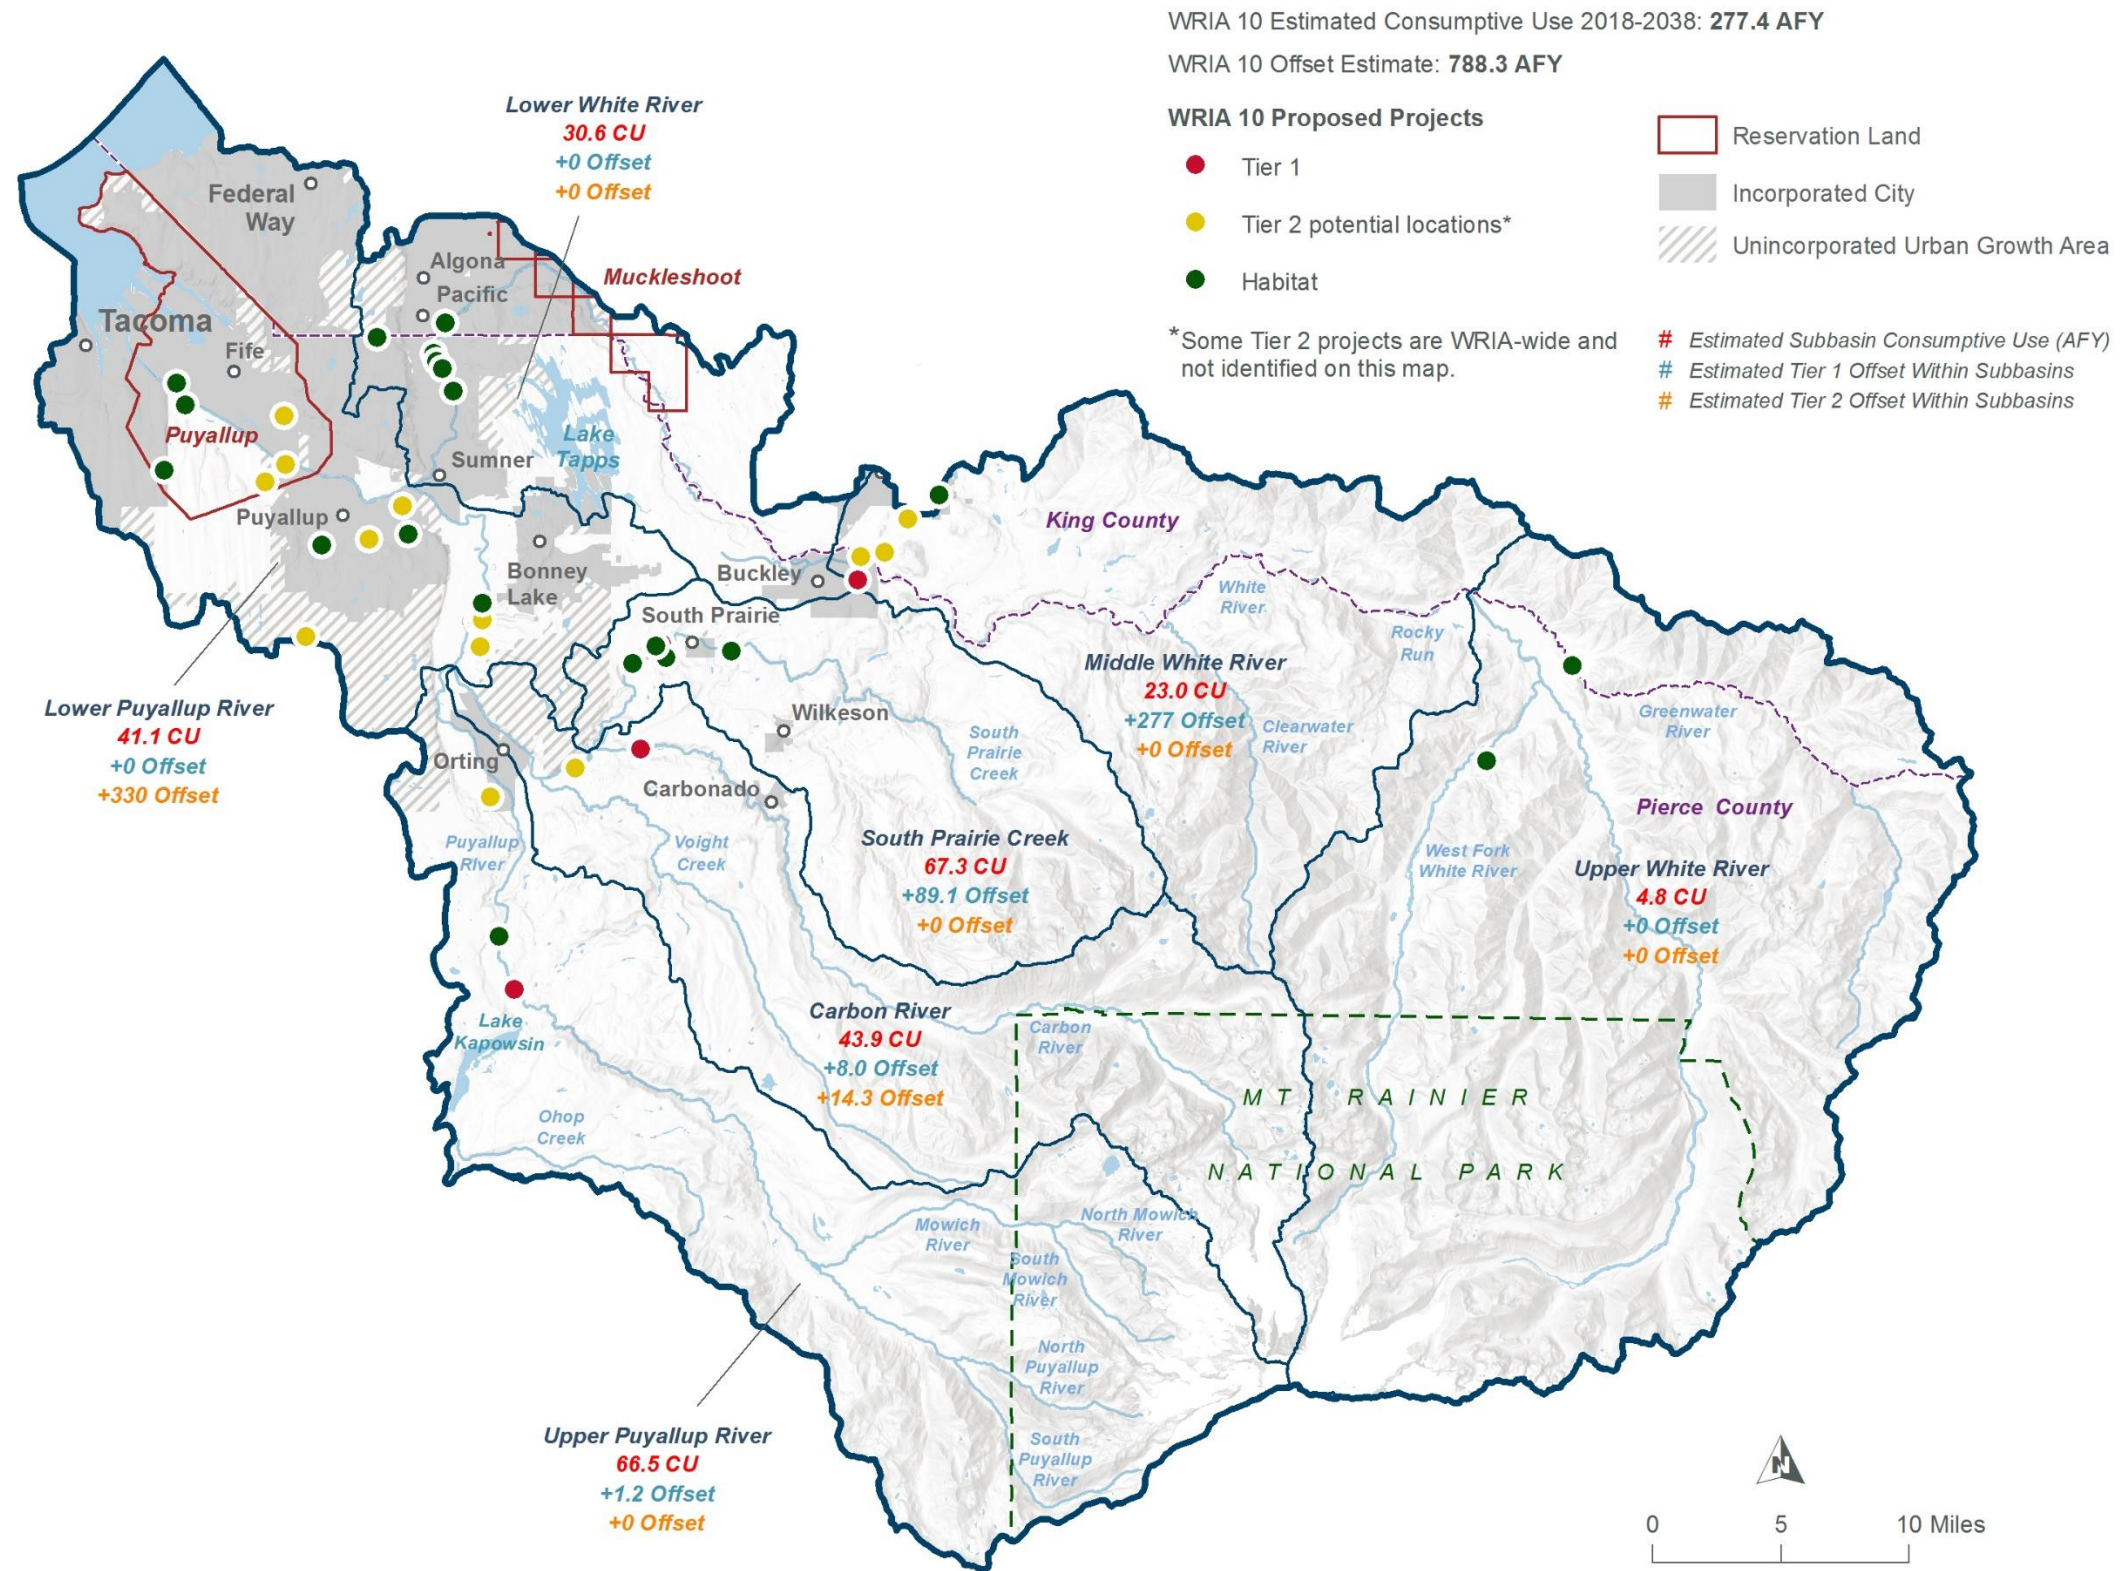 WRIA 10 Estimated Consumptive Use 2018-2038: 277.4 AFY
WRIA 10 Offset Estimate: 788.3 AFY
WRIA 10 Proposed Projects
Tier 1
Tier 2 potential locations*
Habitat
*Some Tier 2 projects are WRIA-wide and
not identified on this map.
Reservation Land
Incorporated City
Unincorporated Urban Growth Area
# Estimated Subbasin Consumptive Use (AFY)
# Estimated Tier 1 Offset Within Subbasins
# Estimated Tier 2 Offset Within Subbasins
Lower White River
30.6 CU
+0 Offset
+0 Offset
Federal
Way
Algona
Pacific
Muckleshoot
Tacoma
Fife
Puyallup
Lake
Tapps
Sumner
Puyallup
Bonney
Lake
Buckley
South Prairie
King County
White
River
Rocky
Run
Middle White River
23.0 CU
+277 Offset
+0 Offset
Clearwater
River
Greenwater
River
Lower Puyallup River
41.1 CU
+0 Offset
+330 Offset
Wilkeson
South
Prairie
Creek
Orting
Carbonado
Pierce County
Puyallup
River
Voight
Creek
South Prairie Creek
67.3 CU
+89.1 Offset
+0 Offset
West Fork
White River
Upper White River
4.8 CU
+0 Offset
+0 Offset
Lake
Kapowsin
Carbon River
43.9 CU
+8.0 Offset
+14.3 Offset
Carbon
River
MT RAINIER
NATIONAL PARK
Ohop
Creek
Mowich
River
North Mowich
River
South
Mowich
River
North
Puyallup
River
South
Puyallup
River
Upper Puyallup River
66.5 CU
+1.2 Offset
+0 Offset
N
0 5 10 Miles